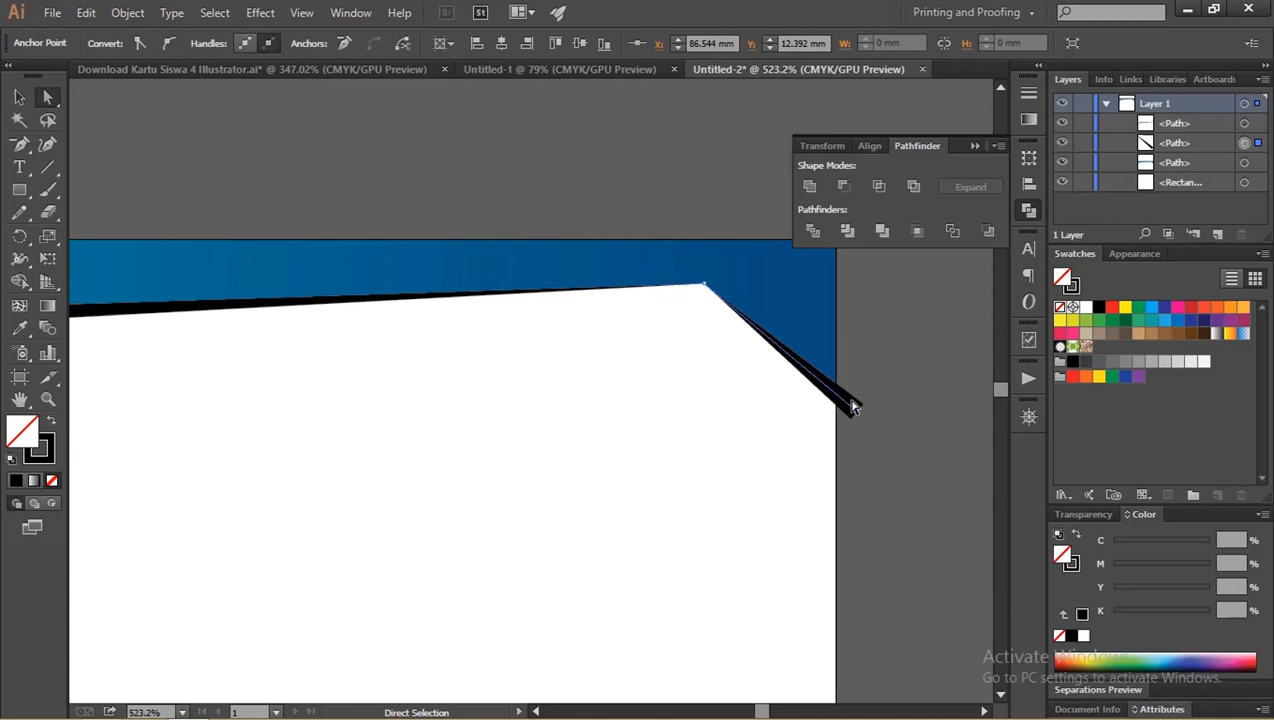 Ai File Edit Object Type Select Effect View Window Help Br St Printing and Proofing
Anchor Point Convert: Handles: Anchors: X: 86.544 mm Y: 12.392 mm W: 0 mm H: 0 mm
Download Kartu Siswa 4 Illustrator.ai* @ 347.02% (CMYK/GPU Preview) × Untitled-1 @ 79% (CMYK/GPU Preview) × Untitled-2* @ 523.2% (CMYK/GPU Preview) ×
Layers Info Links Libraries Artboards
Layer 1
<Path>
<Path>
<Path>
<Rectan...
1 Layer
Transform Align Pathfinder
Shape Modes:
Expand
Pathfinders:
Swatches Appearance
Transparency Color
C %
M %
Y %
K %
Activate Windows
Go to PC settings to activate Windows.
Separations Preview
Document Info Attributes
523.2% 1 Direct Selection